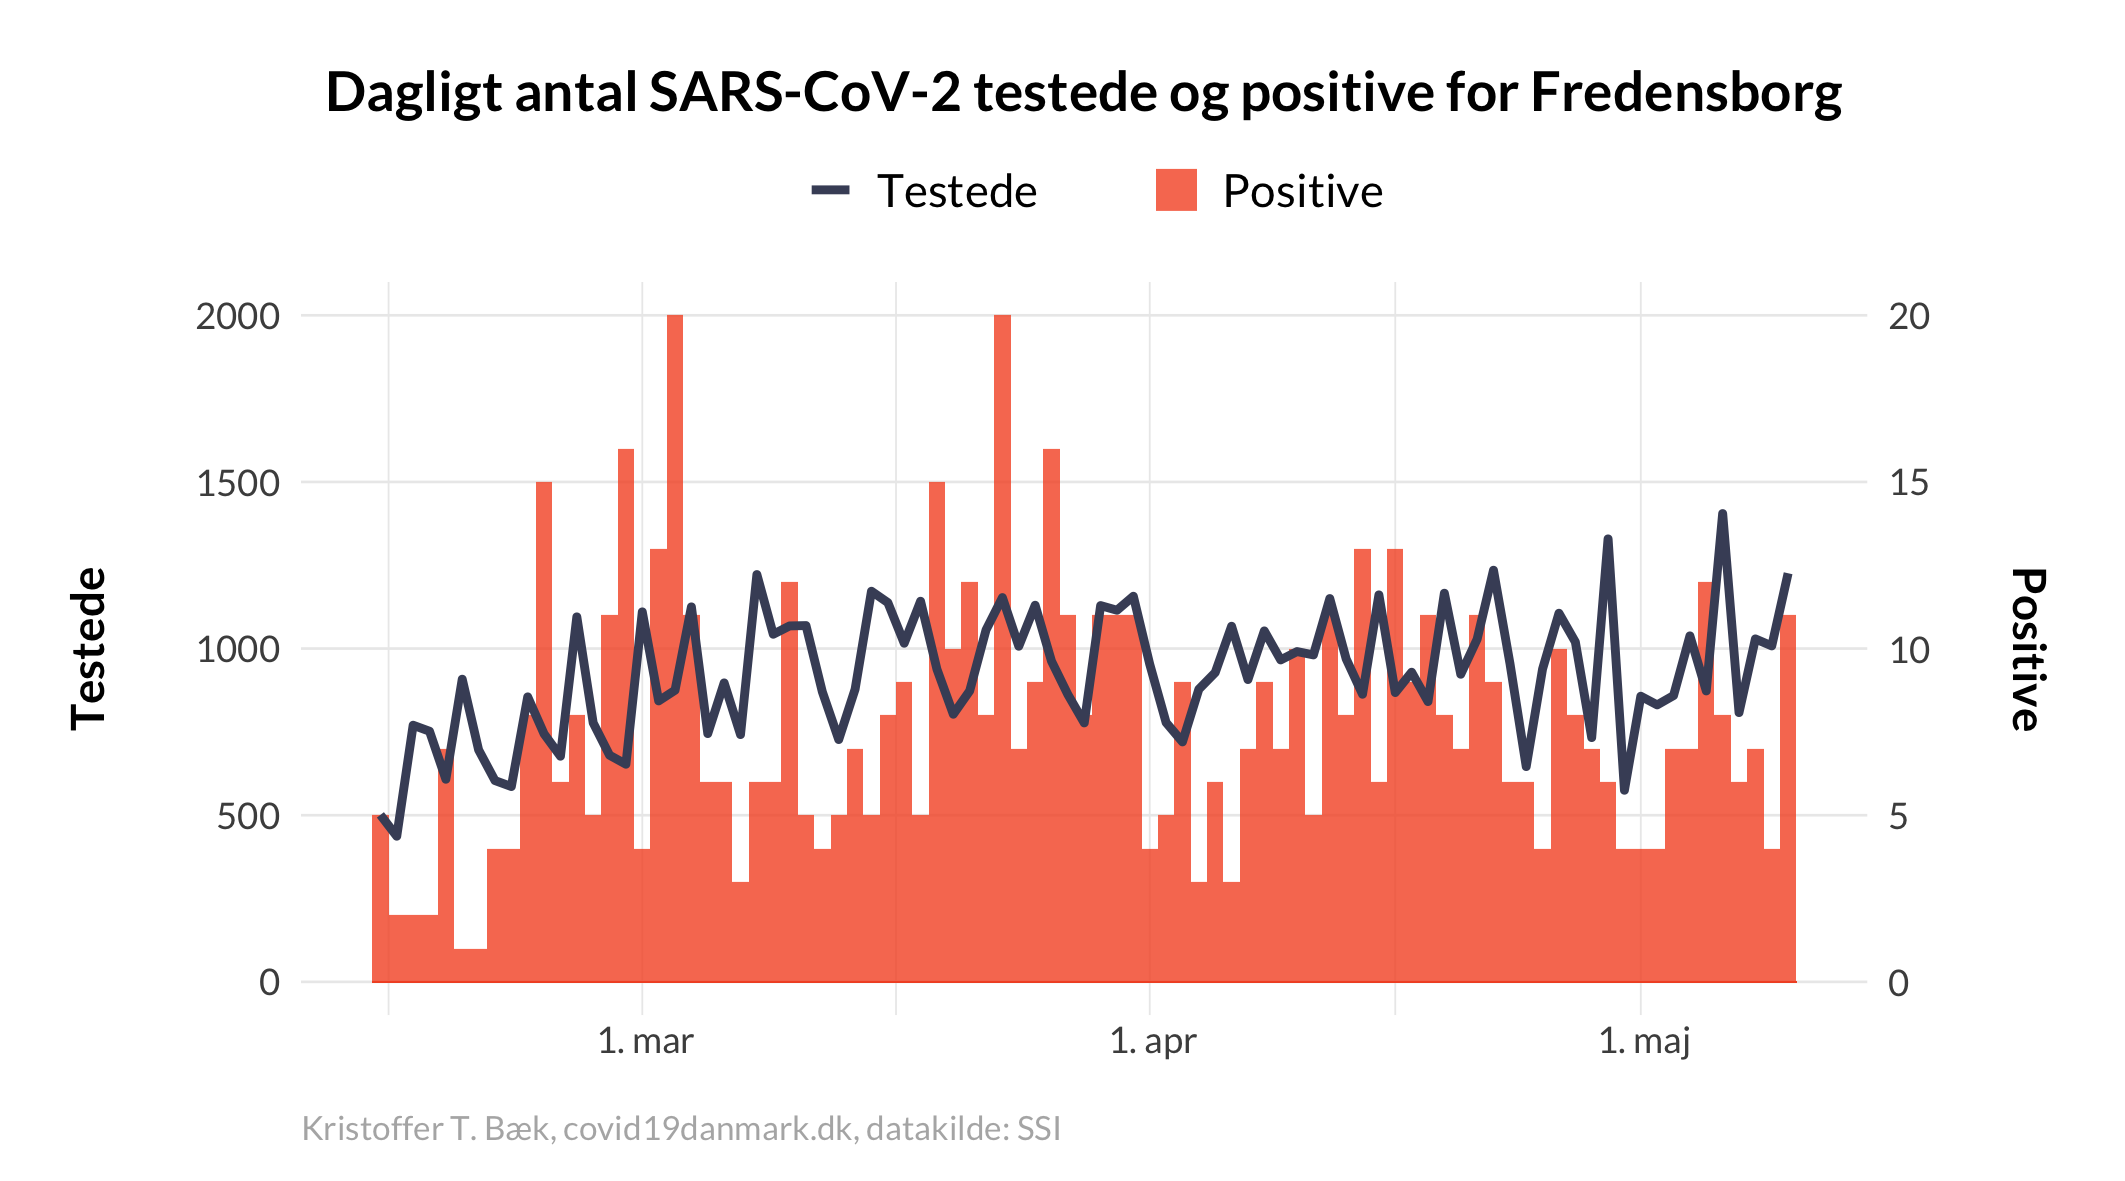 Dagligt antal SARS-CoV-2 testede og positive for Fredensborg
Testede
Positive
2000
20
1500
15
1000
10
500
5
0
0
Testede
Positive
1. mar
1. apr
1. maj
Kristoffer T. Bæk, covid19danmark.dk, datakilde: SSI